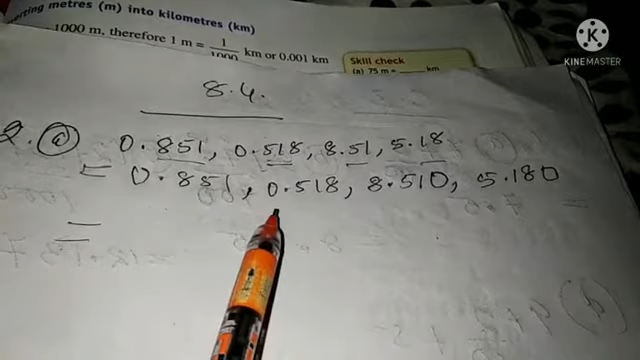 erting metres (m) into kilometres (km)
1000 m, therefore 1 m = 1/1000 km or 0.001 km
Skill check
(a) 75 m = ____ km
KINEMASTER
8.4.
2. (a) 0.851, 0.518, 8.51, 5.18
= 0.851, 0.518, 8.510, 5.180
=